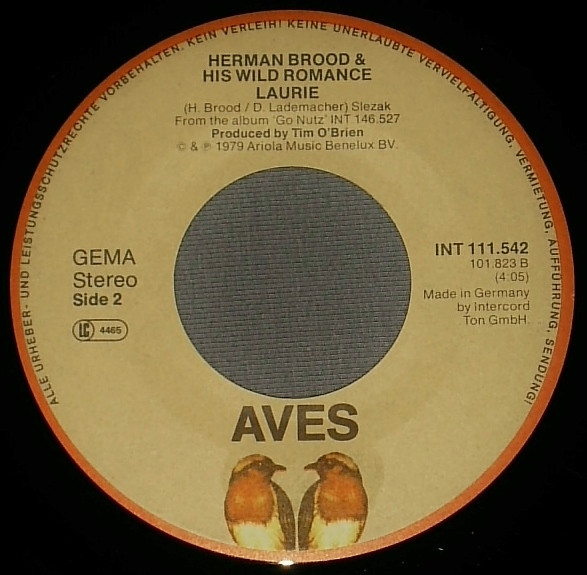 ALLE URHEBER- UND LEISTUNGSSCHUTZRECHTE VORBEHALTEN. KEIN VERLEIH! KEINE UNERLAUBTE VERVIELFÄLTIGUNG, VERMIETUNG, AUFFÜHRUNG, SENDUNG!
HERMAN BROOD &
HIS WILD ROMANCE
LAURIE
(H. Brood / D. Lademacher) Slezak
From the album 'Go Nutz' INT 146.527
Produced by Tim O'Brien
© & ℗ 1979 Ariola Music Benelux BV.
GEMA
Stereo
Side 2
LC 4465
INT 111.542
101.823 B
(4:05)
Made in Germany
by intercord
Ton GmbH.
AVES